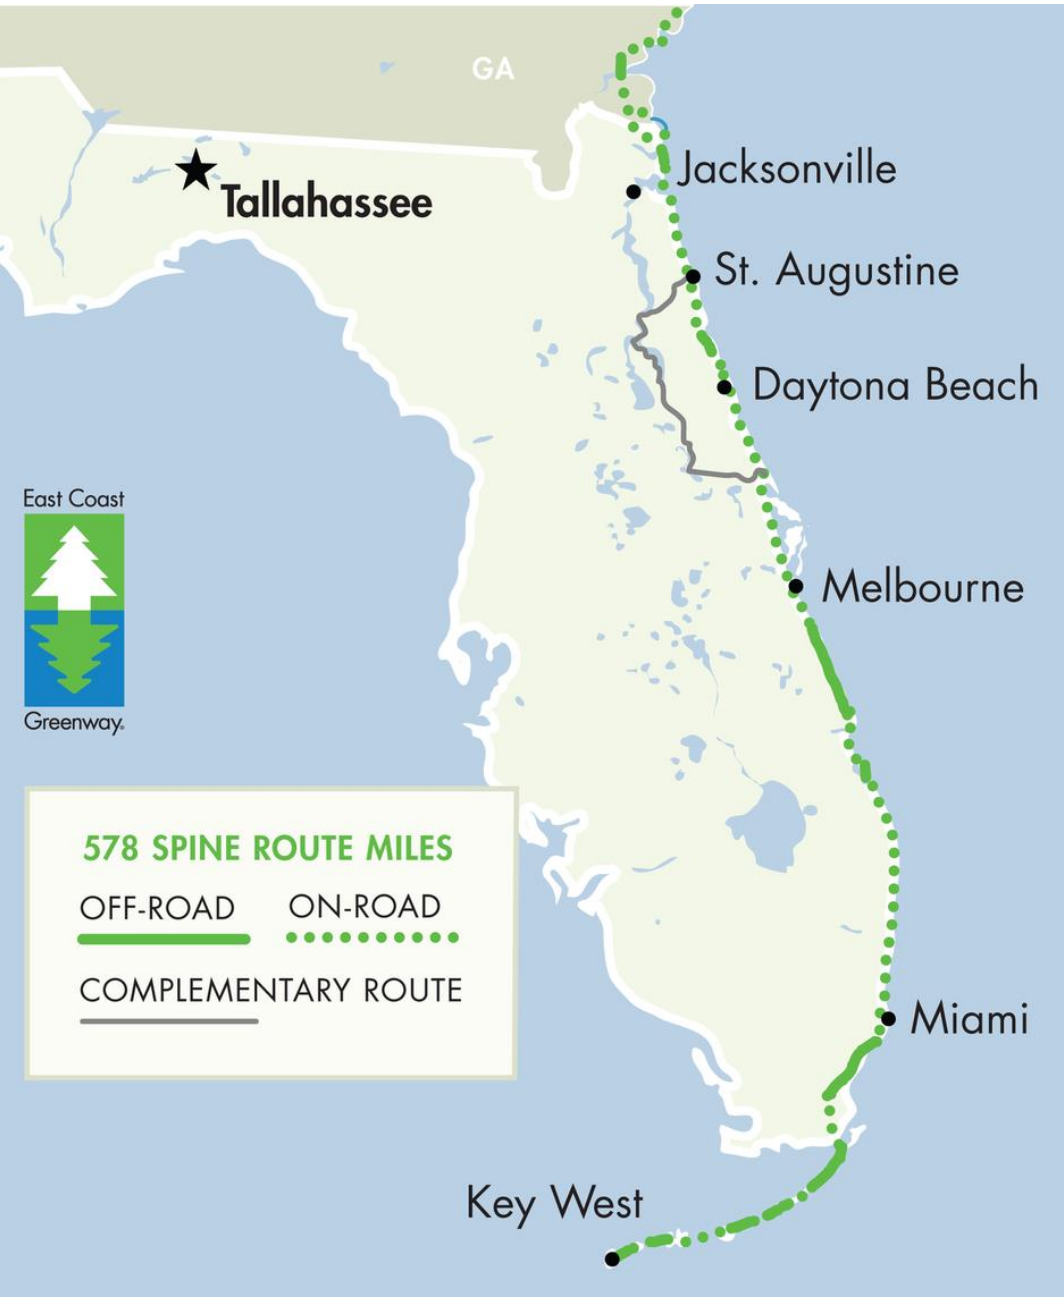 GA
Jacksonville
Tallahassee
St. Augustine
Daytona Beach
East Coast
Melbourne
Greenway®
578 SPINE ROUTE MILES
OFF-ROAD ON-ROAD
COMPLEMENTARY ROUTE
Miami
Key West